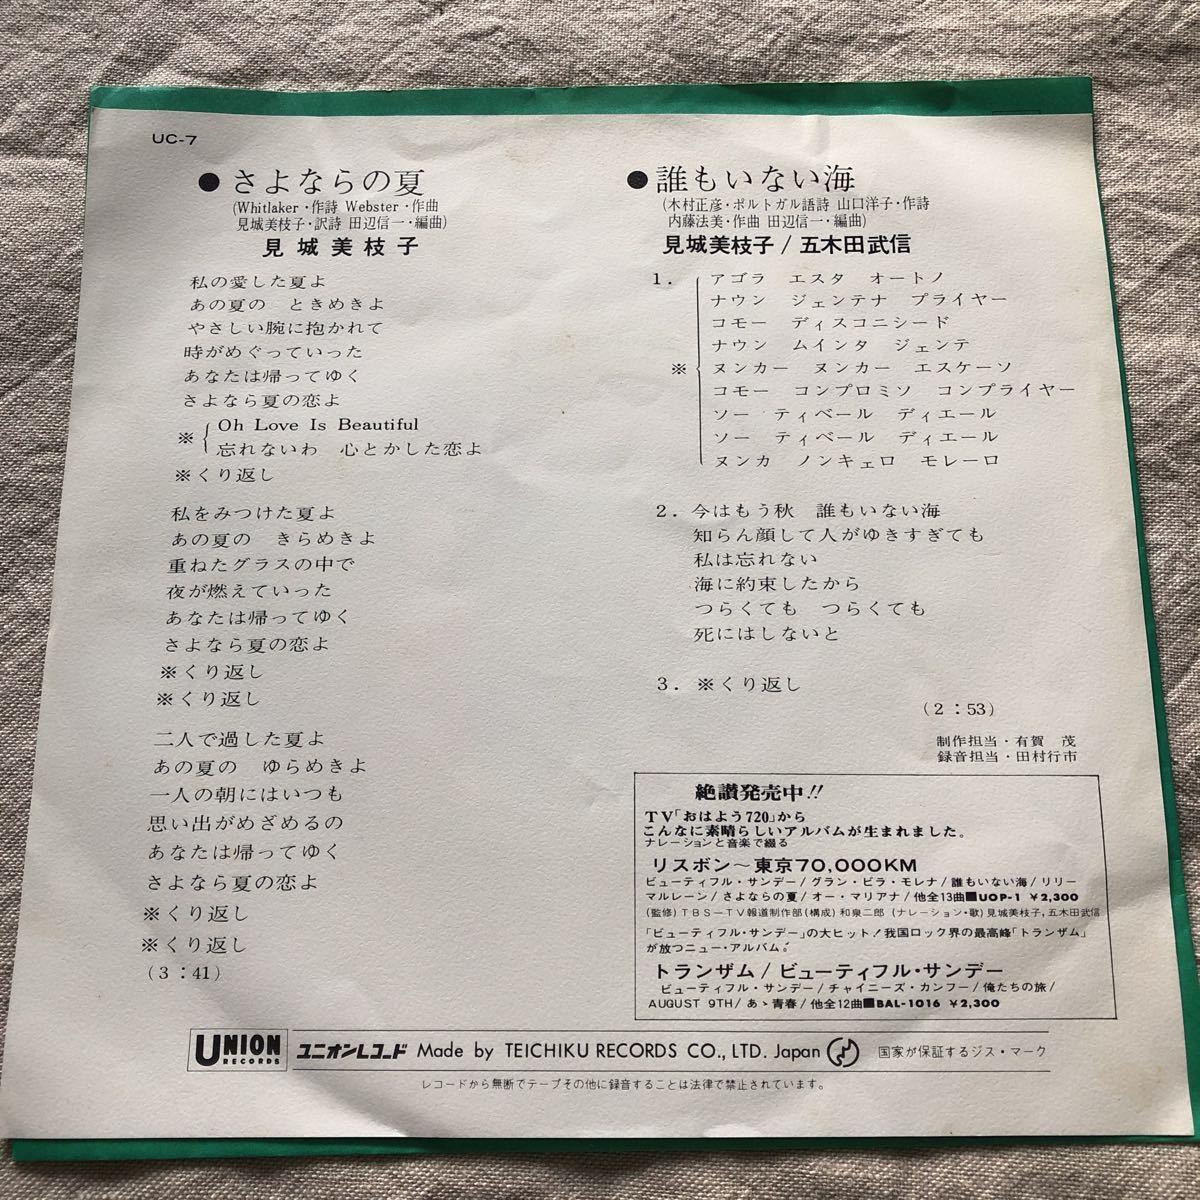 UC-7
● さよならの夏
(Whitlaker・作詩 Webster・作曲
見城美枝子・訳詩 田辺信一・編曲)
見城美枝子
私の愛した夏よ
あの夏の ときめきよ
やさしい腕に抱かれて
時がめぐっていった
あなたは帰ってゆく
さよなら夏の恋よ
※ Oh Love Is Beautiful
忘れないわ 心とかした恋よ
※くり返し
私をみつけた夏よ
あの夏の きらめきよ
重ねたグラスの中で
夜が燃えていった
あなたは帰ってゆく
さよなら夏の恋よ
※くり返し
※くり返し
二人で過した夏よ
あの夏の ゆらめきよ
一人の朝にはいつも
思い出がめざめるの
あなたは帰ってゆく
さよなら夏の恋よ
※くり返し
※くり返し
(3:41)
● 誰もいない海
(木村正彦・ポルトガル語詩 山口洋子・作詩
内藤法美・作曲 田辺信一・編曲)
見城美枝子/五木田武信
1. アゴラ エスタ オートノ
ナウン ジェンテナ プライヤー
コモー ディスコニシード
ナウン ムインタ ジェンテ
※ ヌンカー ヌンカー エスケーソ
コモー コンプロミソ コンプライヤー
ソー ティベール ディエール
ソー ティベール ディエール
ヌンカ ノンキェロ モレーロ
2. 今はもう秋 誰もいない海
知らん顔して人がゆきすぎても
私は忘れない
海に約束したから
つらくても つらくても
死にはしないと
3. ※くり返し
(2:53)
制作担当・有賀 茂
録音担当・田村行市
絶讃発売中!!
TV「おはよう720」から
こんなに素晴らしいアルバムが生まれました。
ナレーションと音楽で綴る
リスボン～東京70,000KM
ビューティフル・サンデー/グラン・ビラ・モレナ/誰もいない海/リリー
マルレーン/さよならの夏/オー・マリアナ/他全13曲■UOP-1 ¥2,300
(監修)TBS-TV報道制作部(構成)和泉二郎 (ナレーション・歌)見城美枝子,五木田武信
「ビューティフル・サンデー」の大ヒット!我国ロック界の最高峰「トランザム」
が放つニュー・アルバム。
トランザム/ビューティフル・サンデー
ビューティフル・サンデー/チャイニーズ・カンフー/俺たちの旅/
AUGUST 9TH/あゝ青春/他全12曲■BAL-1016 ¥2,300
UNION RECORDS ユニオンレコード Made by TEICHIKU RECORDS CO., LTD. Japan 国家が保証するジス・マーク
レコードから無断でテープその他に録音することは法律で禁止されています。